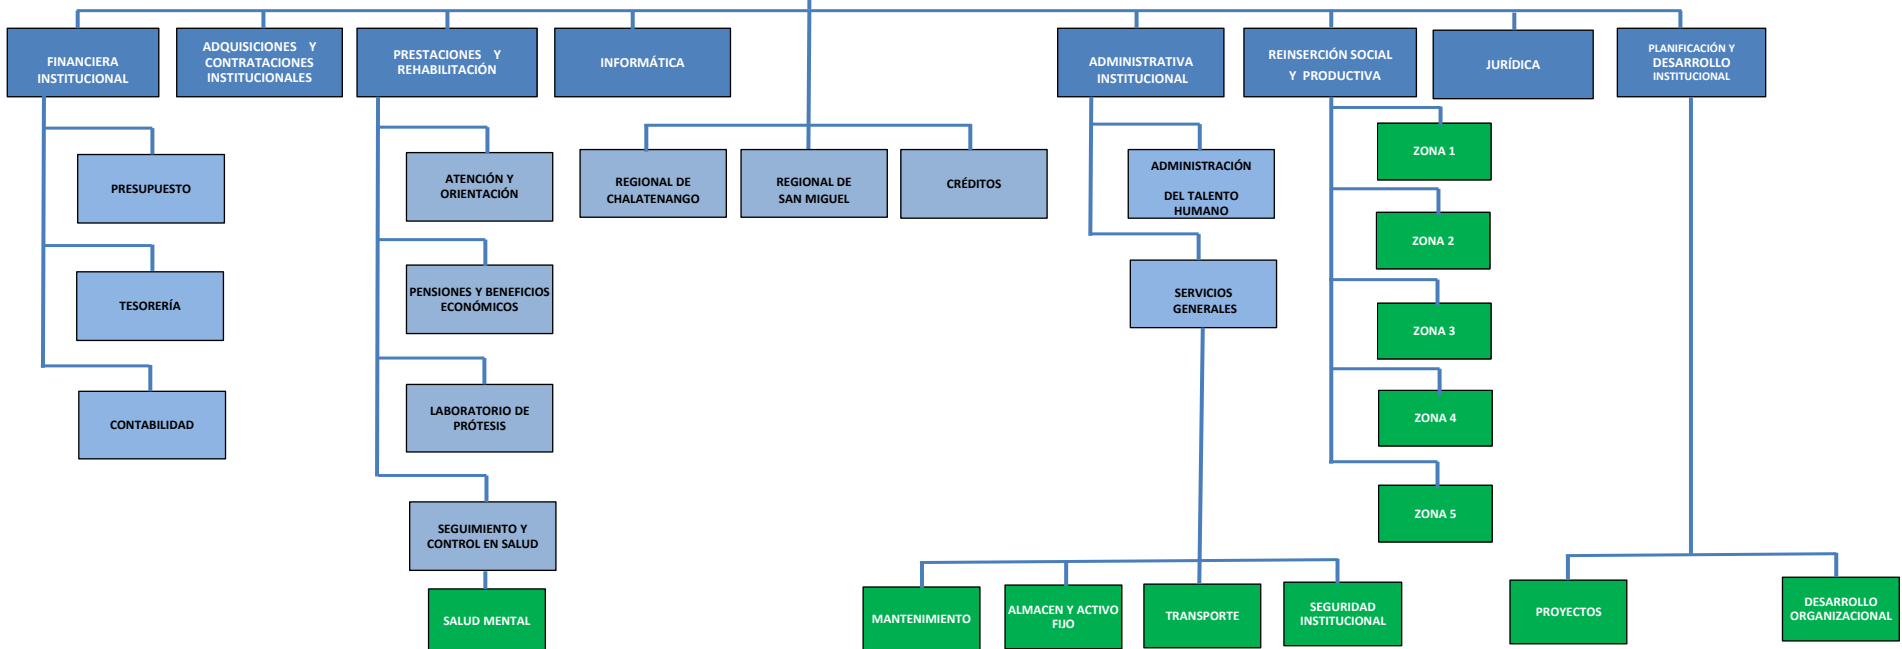 FINANCIERA
INSTITUCIONAL
ADQUISICIONES Y
CONTRATACIONES
INSTITUCIONALES
PRESTACIONES Y
REHABILITACIÓN
INFORMÁTICA
ADMINISTRATIVA
INSTITUCIONAL
REINSERCIÓN SOCIAL
Y PRODUCTIVA
JURÍDICA
PLANIFICACIÓN Y
DESARROLLO
INSTITUCIONAL
PRESUPUESTO
TESORERÍA
CONTABILIDAD
ATENCIÓN Y
ORIENTACIÓN
PENSIONES Y BENEFICIOS
ECONÓMICOS
LABORATORIO DE
PRÓTESIS
SEGUIMIENTO Y
CONTROL EN SALUD
SALUD MENTAL
REGIONAL DE
CHALATENANGO
REGIONAL DE
SAN MIGUEL
CRÉDITOS
ADMINISTRACIÓN
DEL TALENTO
HUMANO
SERVICIOS
GENERALES
MANTENIMIENTO
ALMACEN Y ACTIVO
FIJO
TRANSPORTE
SEGURIDAD
INSTITUCIONAL
ZONA 1
ZONA 2
ZONA 3
ZONA 4
ZONA 5
PROYECTOS
DESARROLLO
ORGANIZACIONAL